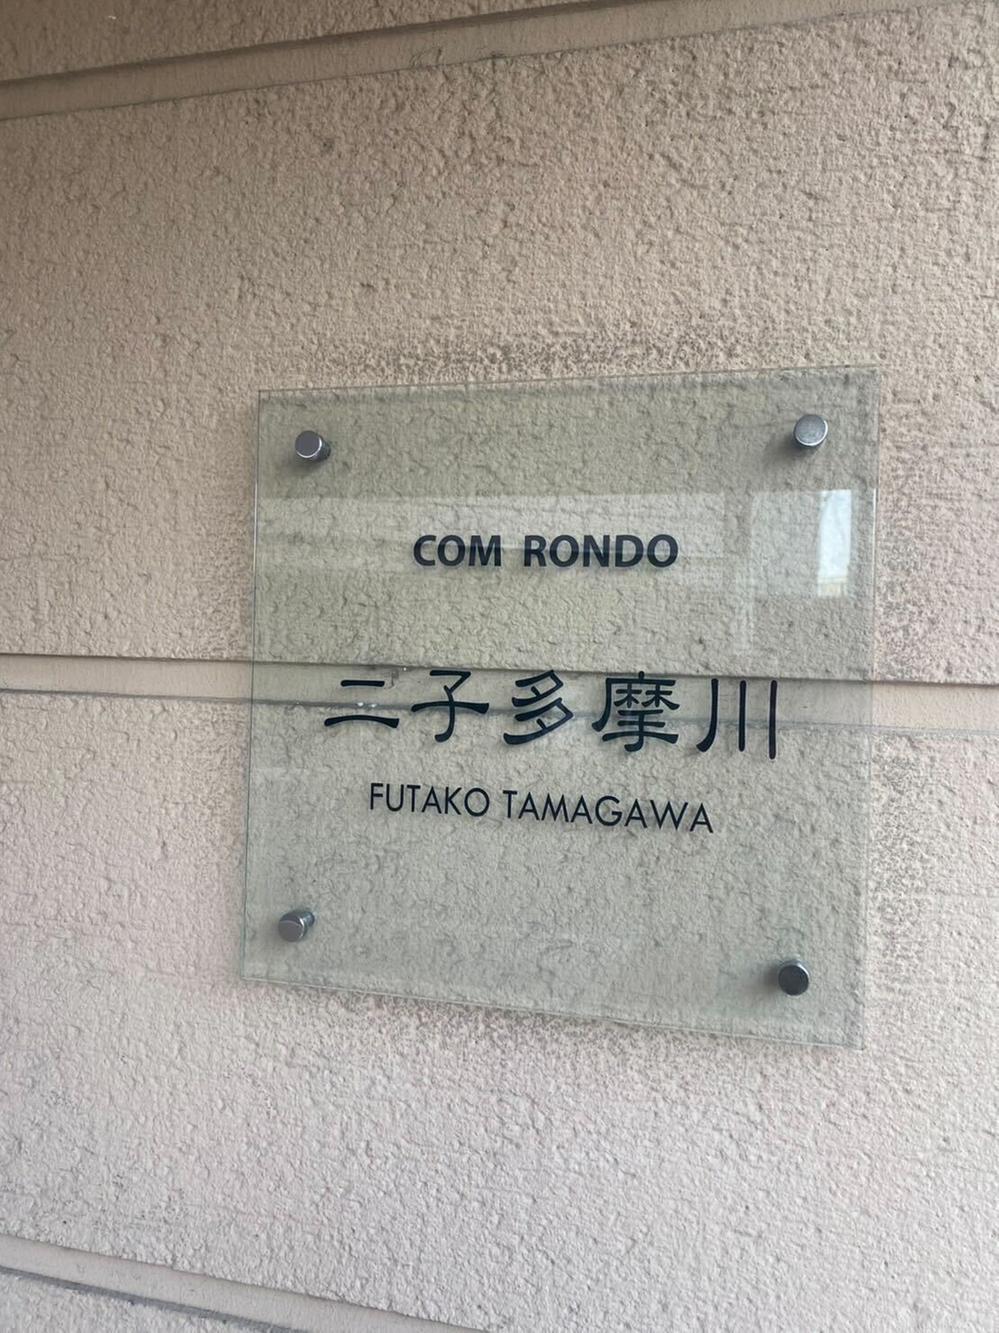 COM RONDO
二子多摩川
FUTAKO TAMAGAWA